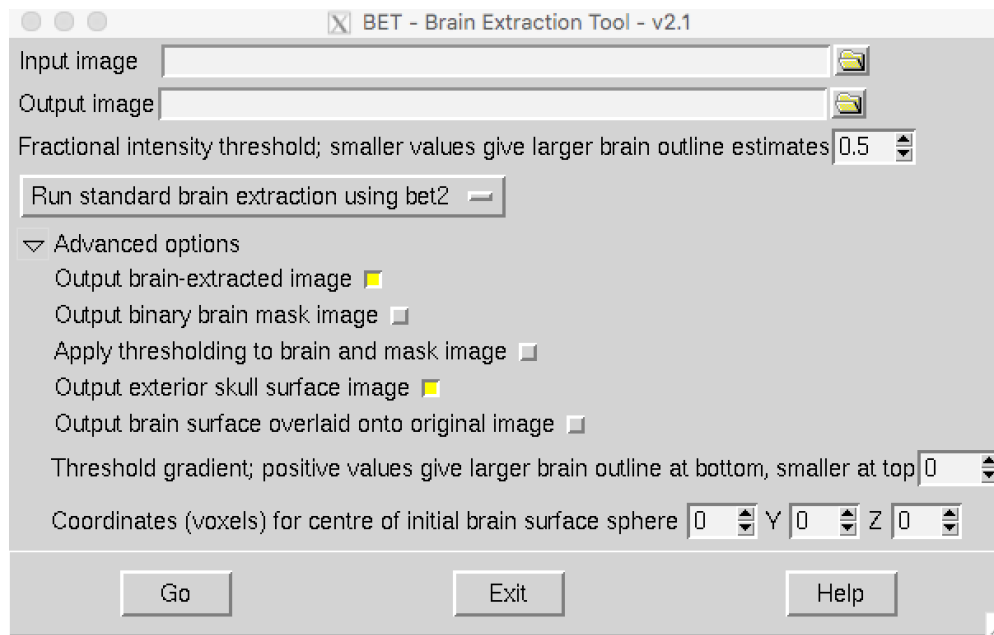 X BET - Brain Extraction Tool - v2.1
Input image
Output image
Fractional intensity threshold; smaller values give larger brain outline estimates 0.5
Run standard brain extraction using bet2
Advanced options
Output brain-extracted image
Output binary brain mask image
Apply thresholding to brain and mask image
Output exterior skull surface image
Output brain surface overlaid onto original image
Threshold gradient; positive values give larger brain outline at bottom, smaller at top 0
Coordinates (voxels) for centre of initial brain surface sphere 0 Y 0 Z 0
Go Exit Help